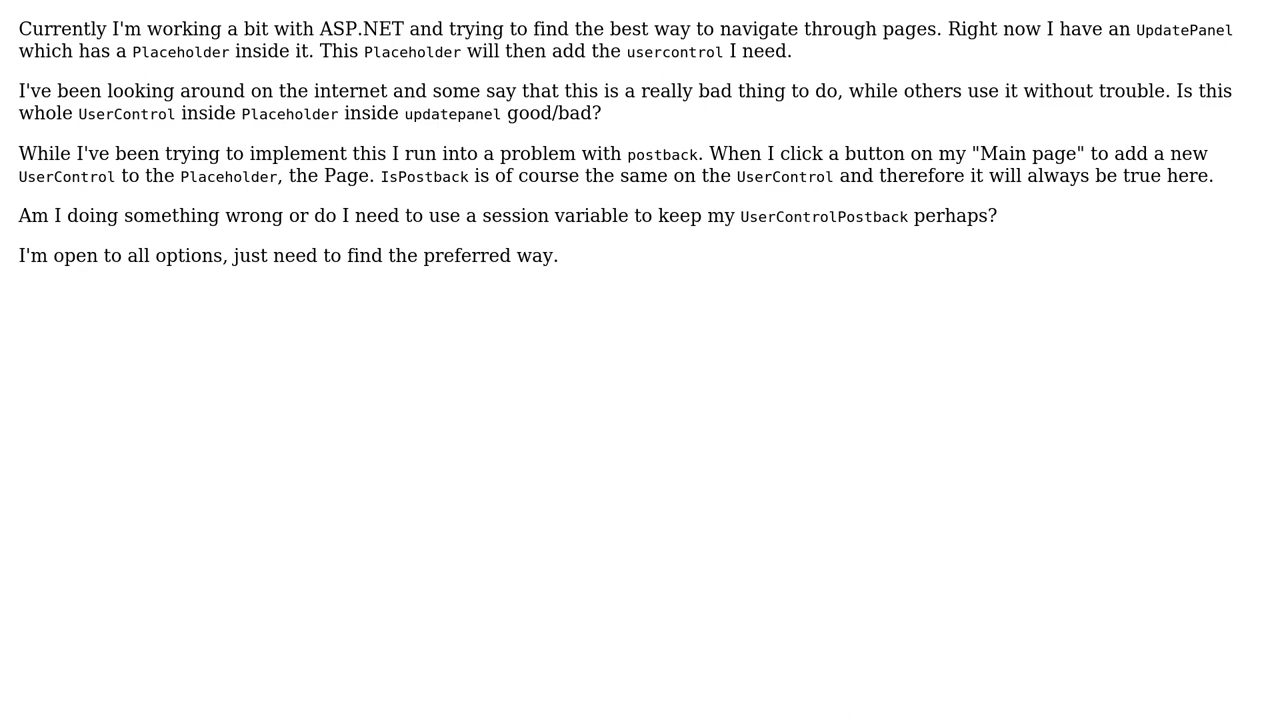 Currently I'm working a bit with ASP.NET and trying to find the best way to navigate through pages. Right now I have an UpdatePanel
which has a Placeholder inside it. This Placeholder will then add the usercontrol I need.
I've been looking around on the internet and some say that this is a really bad thing to do, while others use it without trouble. Is this
whole UserControl inside Placeholder inside updatepanel good/bad?
While I've been trying to implement this I run into a problem with postback. When I click a button on my "Main page" to add a new
UserControl to the Placeholder, the Page. IsPostback is of course the same on the UserControl and therefore it will always be true here.
Am I doing something wrong or do I need to use a session variable to keep my UserControlPostback perhaps?
I'm open to all options, just need to find the preferred way.